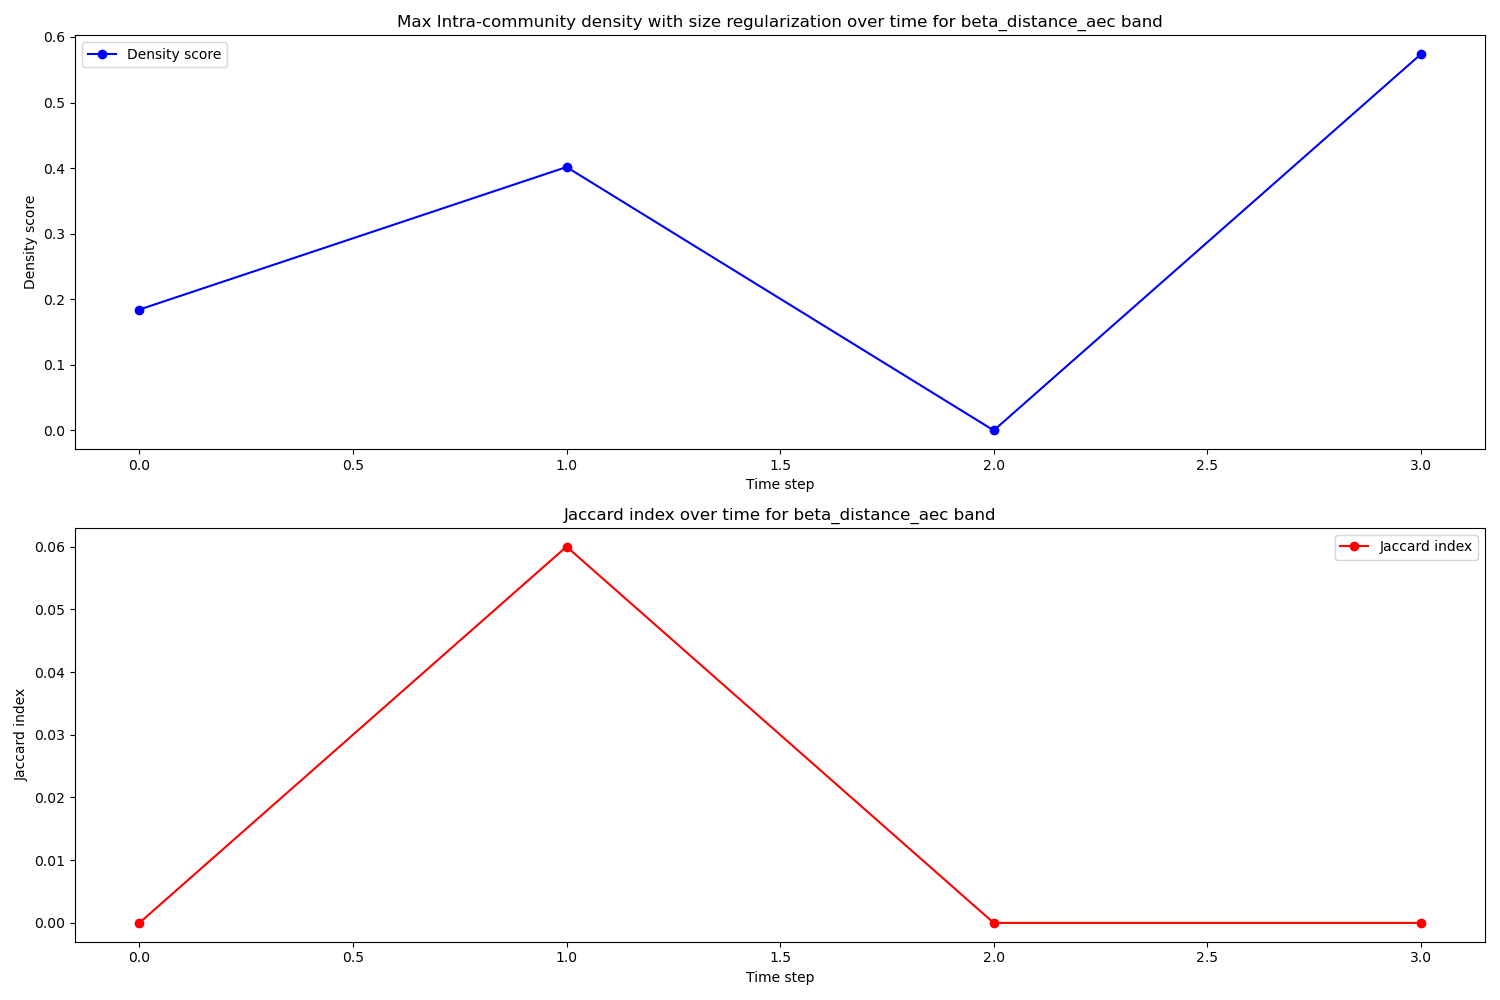 Max Intra-community density with size regularization over time for beta_distance_aec band
Density score
0.6
0.5
0.4
0.3
0.2
0.1
0.0
Density score
0.0 0.5 1.0 1.5 2.0 2.5 3.0
Time step
Jaccard index over time for beta_distance_aec band
Jaccard index
0.06
0.05
0.04
0.03
0.02
0.01
0.00
Jaccard index
0.0 0.5 1.0 1.5 2.0 2.5 3.0
Time step